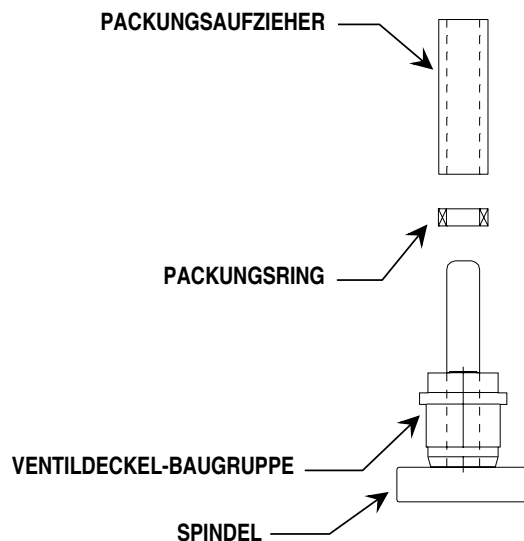 PACKUNGSAUFZIEHER
PACKUNGSRING
VENTILDECKEL-BAUGRUPPE
SPINDEL